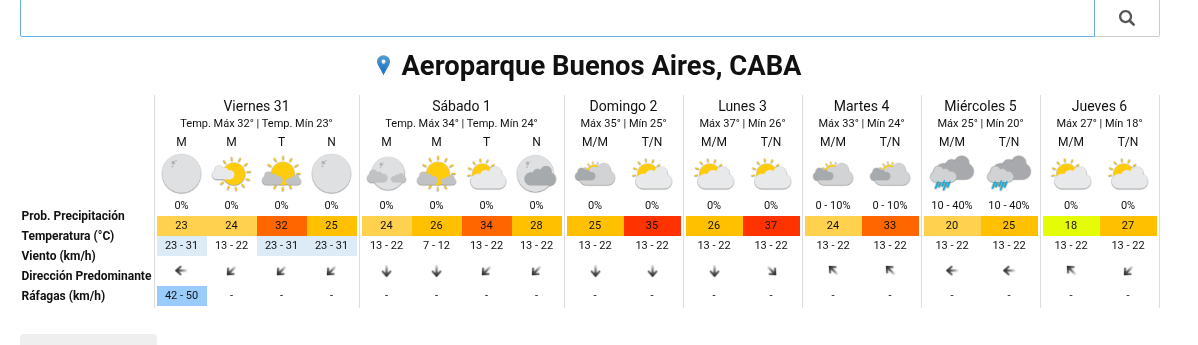 Aeroparque Buenos Aires, CABA
Viernes 31 Sábado 1 Domingo 2 Lunes 3 Martes 4 Miércoles 5 Jueves 6
Temp. Máx 32° | Temp. Mín 23° Temp. Máx 34° | Temp. Mín 24° Máx 35° | Mín 25° Máx 37° | Mín 26° Máx 33° | Mín 24° Máx 25° | Mín 20° Máx 27° | Mín 18°
M M T N M M T N M/M T/N M/M T/N M/M T/N M/M T/N M/M T/N
Prob. Precipitación 0% 0% 0% 0% 0% 0% 0% 0% 0% 0% 0% 0% 0 - 10% 0 - 10% 10 - 40% 10 - 40% 0% 0%
Temperatura (°C) 23 24 32 25 24 26 34 28 25 35 26 37 24 33 20 25 18 27
Viento (km/h) 23 - 31 13 - 22 23 - 31 23 - 31 13 - 22 7 - 12 13 - 22 13 - 22 13 - 22 13 - 22 13 - 22 13 - 22 13 - 22 13 - 22 13 - 22 13 - 22 13 - 22 13 - 22
Dirección Predominante
Ráfagas (km/h) 42 - 50 - - - - - - - - - - - - - - - - -